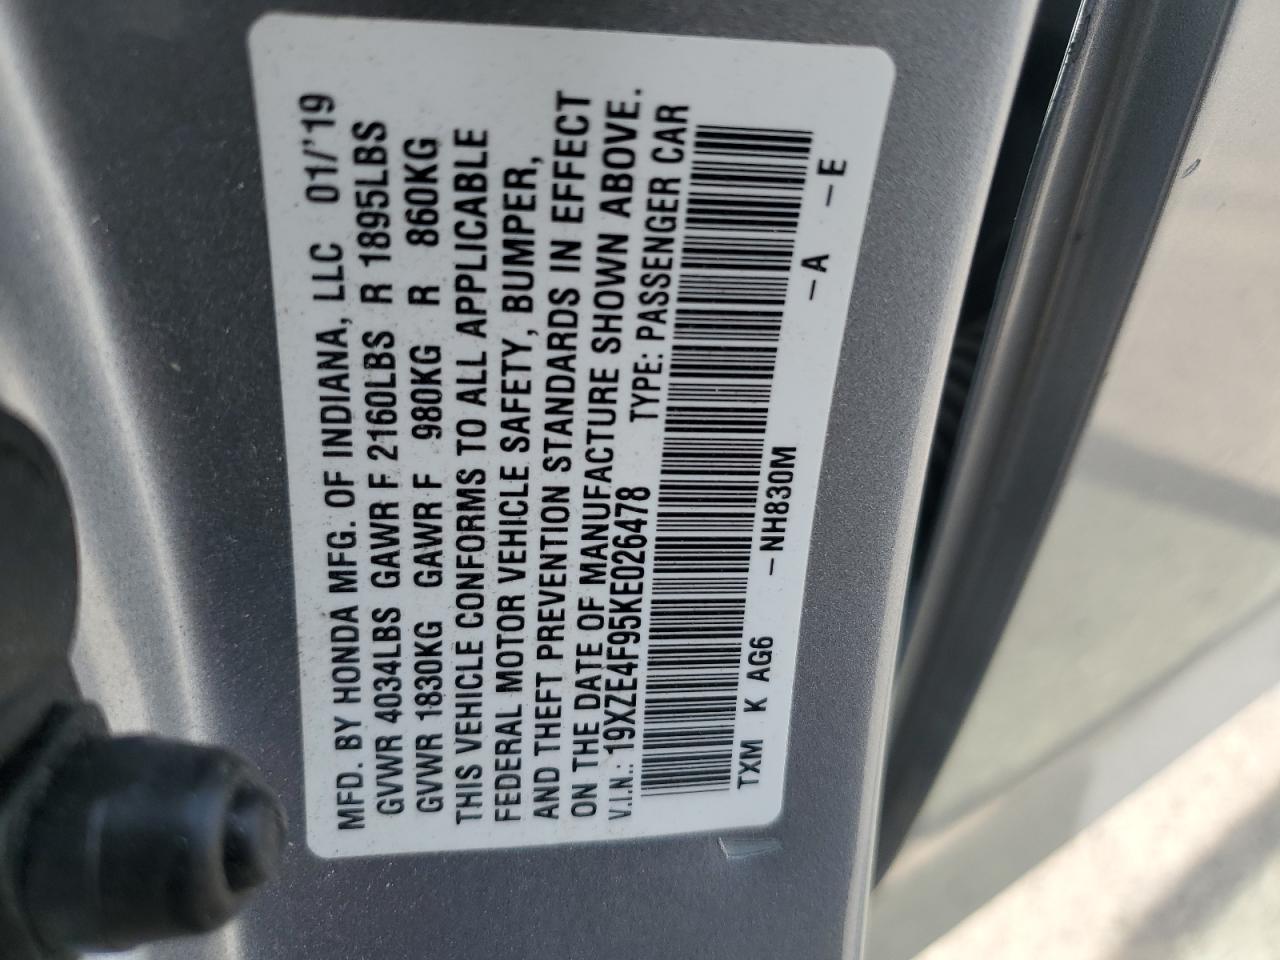 MFD. BY HONDA MFG. OF INDIANA, LLC 01/'19
GVWR 4034LBS GAWR F 2160LBS R 1895LBS
GVWR 1830KG GAWR F 980KG R 860KG
THIS VEHICLE CONFORMS TO ALL APPLICABLE
FEDERAL MOTOR VEHICLE SAFETY, BUMPER,
AND THEFT PREVENTION STANDARDS IN EFFECT
ON THE DATE OF MANUFACTURE SHOWN ABOVE.
V.I.N.: 19XZE4F95KE026478 TYPE: PASSENGER CAR
TXM K AG6 -NH830M -A -E